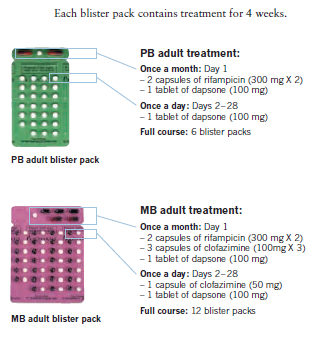 Each blister pack contains treatment for 4 weeks.
PB adult treatment:
Once a month: Day 1
– 2 capsules of rifampicin (300 mg X 2)
– 1 tablet of dapsone (100 mg)
Once a day: Days 2–28
– 1 tablet of dapsone (100 mg)
Full course: 6 blister packs
PB adult blister pack
MB adult treatment:
Once a month: Day 1
– 2 capsules of rifampicin (300 mg X 2)
– 3 capsules of clofazimine (100mg X 3)
– 1 tablet of dapsone (100 mg)
Once a day: Days 2–28
– 1 capsule of clofazimine (50 mg)
– 1 tablet of dapsone (100 mg)
Full course: 12 blister packs
MB adult blister pack